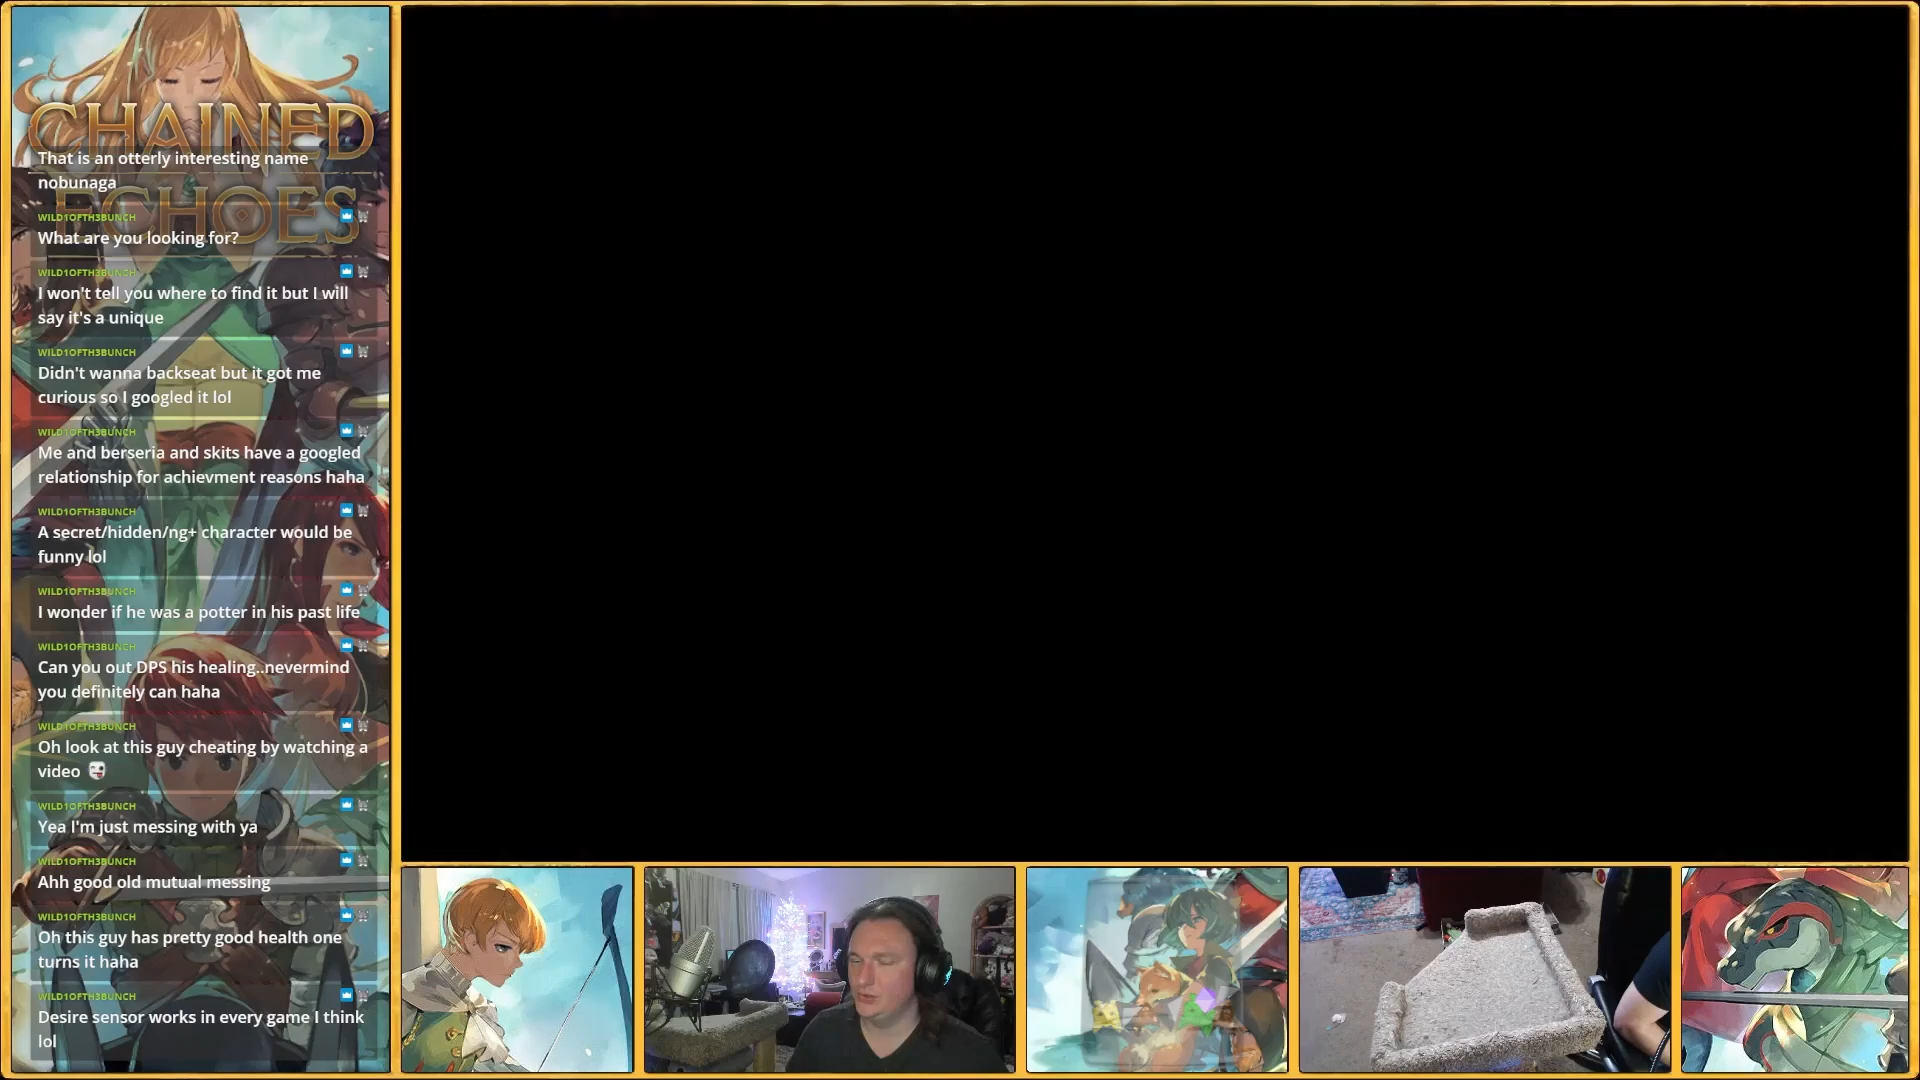 CHAINED
ECHOES
That is an otterly interesting name
nobunaga
WILD1OFTH3BUNCH
What are you looking for?
WILD1OFTH3BUNCH
I won't tell you where to find it but I will
say it's a unique
WILD1OFTH3BUNCH
Didn't wanna backseat but it got me
curious so I googled it lol
WILD1OFTH3BUNCH
Me and berseria and skits have a googled
relationship for achievment reasons haha
WILD1OFTH3BUNCH
A secret/hidden/ng+ character would be
funny lol
WILD1OFTH3BUNCH
I wonder if he was a potter in his past life
WILD1OFTH3BUNCH
Can you out DPS his healing..nevermind
you definitely can haha
WILD1OFTH3BUNCH
Oh look at this guy cheating by watching a
video
WILD1OFTH3BUNCH
Yea I'm just messing with ya
WILD1OFTH3BUNCH
Ahh good old mutual messing
WILD1OFTH3BUNCH
Oh this guy has pretty good health one
turns it haha
WILD1OFTH3BUNCH
Desire sensor works in every game I think
lol